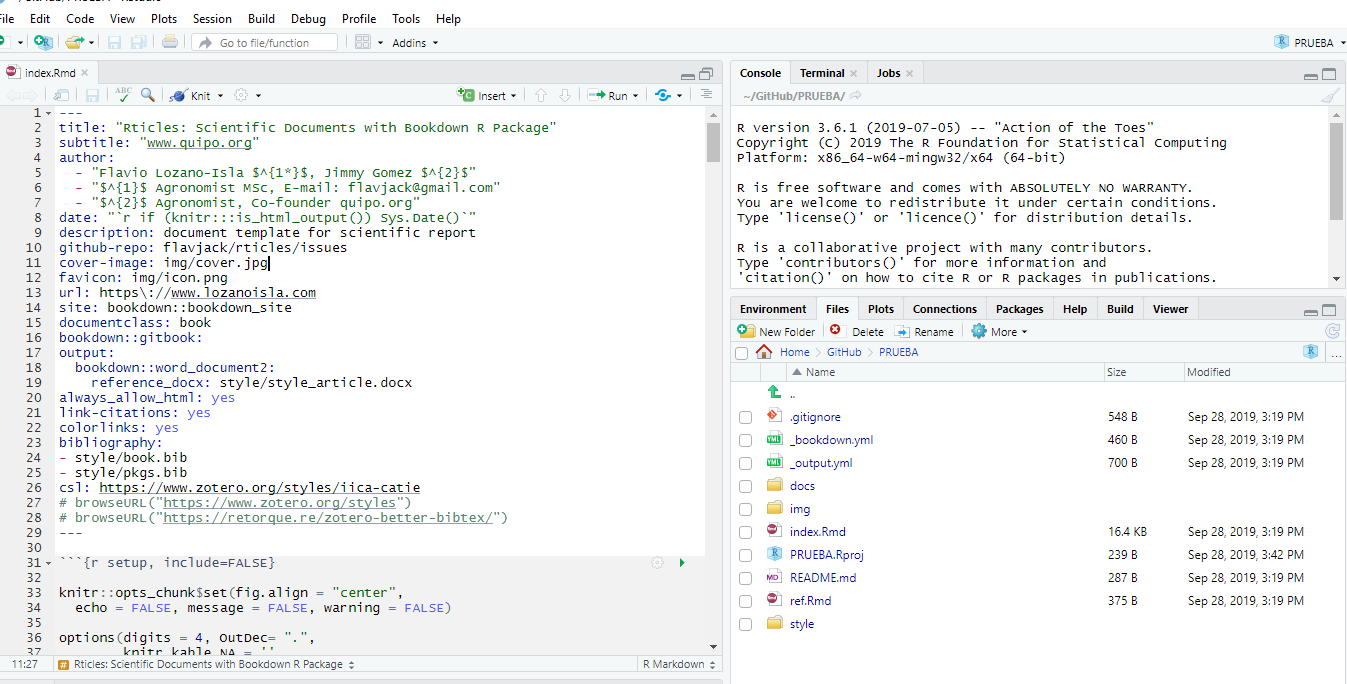 File Edit Code View Plots Session Build Debug Profile Tools Help
Go to file/function Addins PRUEBA
index.Rmd
ABC Knit Insert Run
1 ---
2 title: "Rticles: Scientific Documents with Bookdown R Package"
3 subtitle: "www.quipo.org"
4 author:
5 - "Flavio Lozano-Isla $^{1*}$, Jimmy Gomez $^{2}$"
6 - "$^{1}$ Agronomist MSc, E-mail: flavjack@gmail.com"
7 - "$^{2}$ Agronomist, Co-founder quipo.org"
8 date: "`r if (knitr:::is_html_output()) Sys.Date()`"
9 description: document template for scientific report
10 github-repo: flavjack/rticles/issues
11 cover-image: img/cover.jpg
12 favicon: img/icon.png
13 url: https\://www.lozanoisla.com
14 site: bookdown::bookdown_site
15 documentclass: book
16 bookdown::gitbook:
17 output:
18 bookdown::word_document2:
19 reference_docx: style/style_article.docx
20 always_allow_html: yes
21 link-citations: yes
22 colorlinks: yes
23 bibliography:
24 - style/book.bib
25 - style/pkgs.bib
26 csl: https://www.zotero.org/styles/iica-catie
27 # browseURL("https://www.zotero.org/styles")
28 # browseURL("https://retorque.re/zotero-better-bibtex/")
29 ---
30
31 ```{r setup, include=FALSE}
32
33 knitr::opts_chunk$set(fig.align = "center",
34 echo = FALSE, message = FALSE, warning = FALSE)
35
36 options(digits = 4, OutDec= ".",
37 knitr.kable.NA = ''
11:27 # Rticles: Scientific Documents with Bookdown R Package R Markdown
Console Terminal Jobs
~/GitHub/PRUEBA/
R version 3.6.1 (2019-07-05) -- "Action of the Toes"
Copyright (C) 2019 The R Foundation for Statistical Computing
Platform: x86_64-w64-mingw32/x64 (64-bit)
R is free software and comes with ABSOLUTELY NO WARRANTY.
You are welcome to redistribute it under certain conditions.
Type 'license()' or 'licence()' for distribution details.
R is a collaborative project with many contributors.
Type 'contributors()' for more information and
'citation()' on how to cite R or R packages in publications.
Environment Files Plots Connections Packages Help Build Viewer
New Folder Delete Rename More
Home GitHub PRUEBA ...
Name Size Modified
..
.gitignore 548 B Sep 28, 2019, 3:19 PM
YML _bookdown.yml 460 B Sep 28, 2019, 3:19 PM
YML _output.yml 700 B Sep 28, 2019, 3:19 PM
docs
img
index.Rmd 16.4 KB Sep 28, 2019, 3:19 PM
PRUEBA.Rproj 239 B Sep 28, 2019, 3:42 PM
MD README.md 287 B Sep 28, 2019, 3:19 PM
ref.Rmd 375 B Sep 28, 2019, 3:19 PM
style